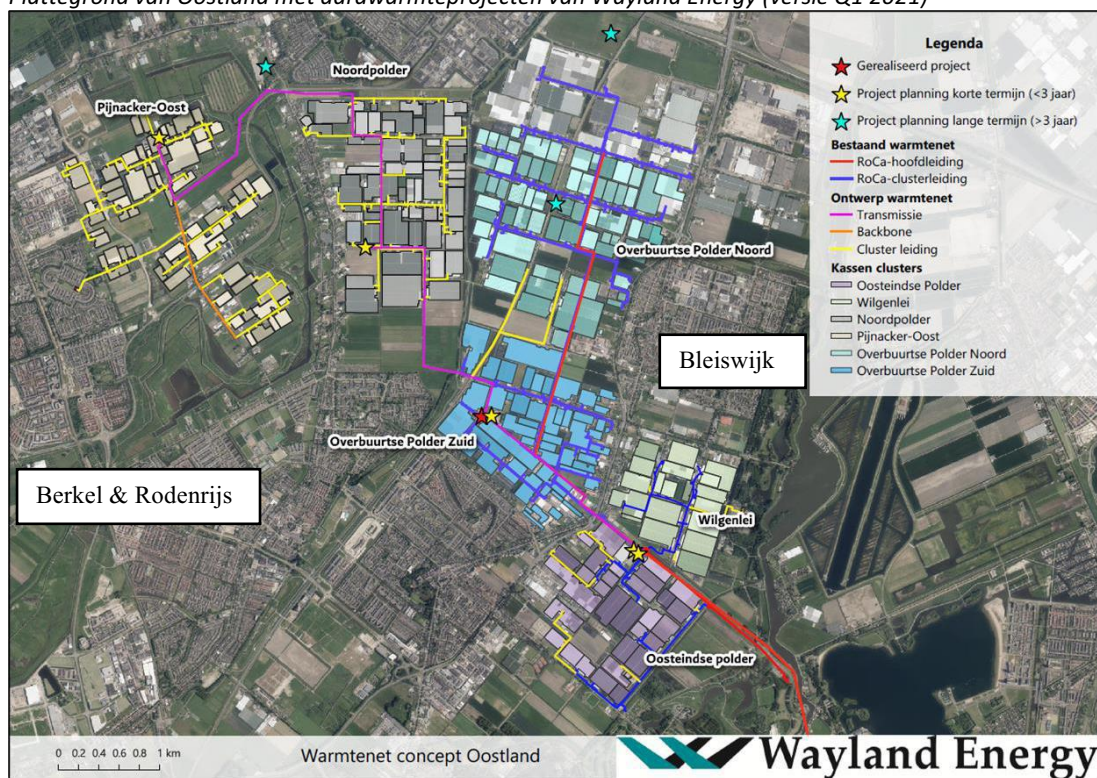 Plattegrond van Oostland met aardwarmteprojecten van Wayland Energy (versie Q1 2021)
Noordpolder
Pijnacker-Oost
Overbuurtse Polder Noord
Bleiswijk
Overbuurtse Polder Zuid
Berkel & Rodenrijs
Wilgenlei
Oosteindse polder
Legenda
Gerealiseerd project
Project planning korte termijn (<3 jaar)
Project planning lange termijn (>3 jaar)
Bestaand warmtenet
RoCa-hoofdleiding
RoCa-clusterleiding
Ontwerp warmtenet
Transmissie
Backbone
Cluster leiding
Kassen clusters
Oosteindse Polder
Wilgenlei
Noordpolder
Pijnacker-Oost
Overbuurtse Polder Noord
Overbuurtse Polder Zuid
0 0.2 0.4 0.6 0.8 1 km
Warmtenet concept Oostland
Wayland Energy